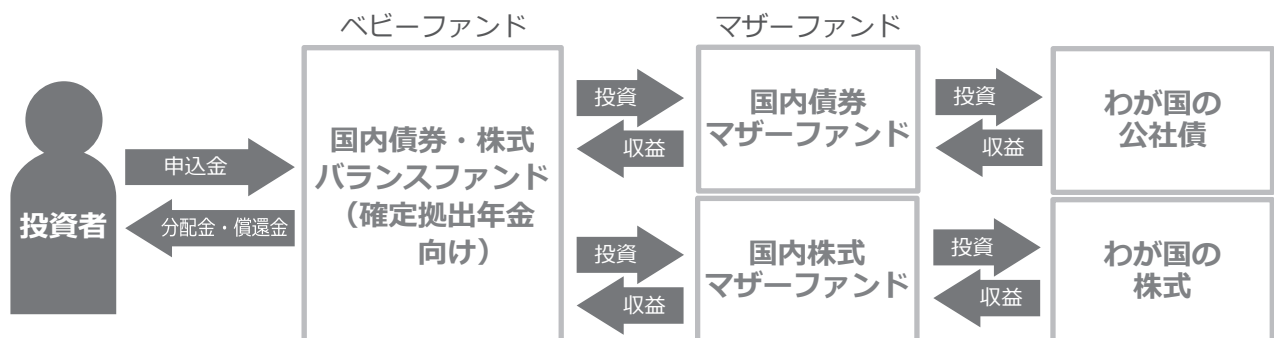 ベビーファンド
マザーファンド
投資者
申込金
分配金・償還金
国内債券・株式
バランスファンド
(確定拠出年金
向け)
投資
収益
国内債券
マザーファンド
投資
収益
わが国の
公社債
投資
収益
国内株式
マザーファンド
投資
収益
わが国の
株式